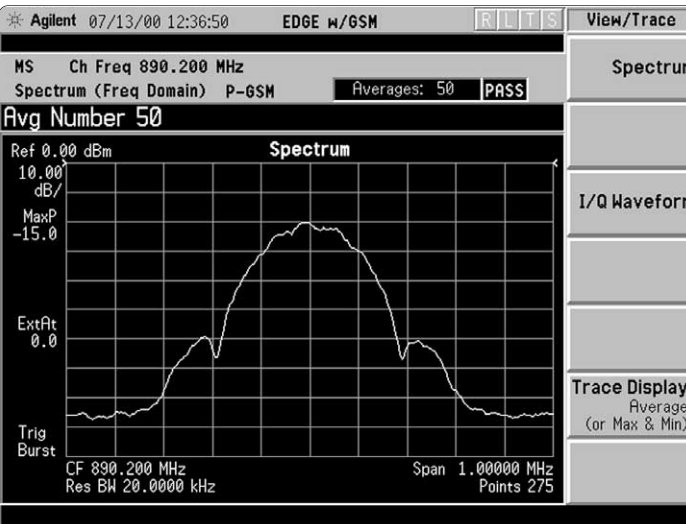 Agilent 07/13/00 12:36:50 EDGE w/GSM R L T S View/Trace
MS Ch Freq 890.200 MHz
Spectrum (Freq Domain) P-GSM Averages: 50 PASS
Avg Number 50
Ref 0.00 dBm Spectrum
10.00
dB/
MaxP
-15.0
ExtAt
0.0
Trig
Burst
CF 890.200 MHz Span 1.00000 MHz
Res BW 20.0000 kHz Points 275
Spectrum
I/Q Waveform
Trace Display
Average
(or Max & Min)